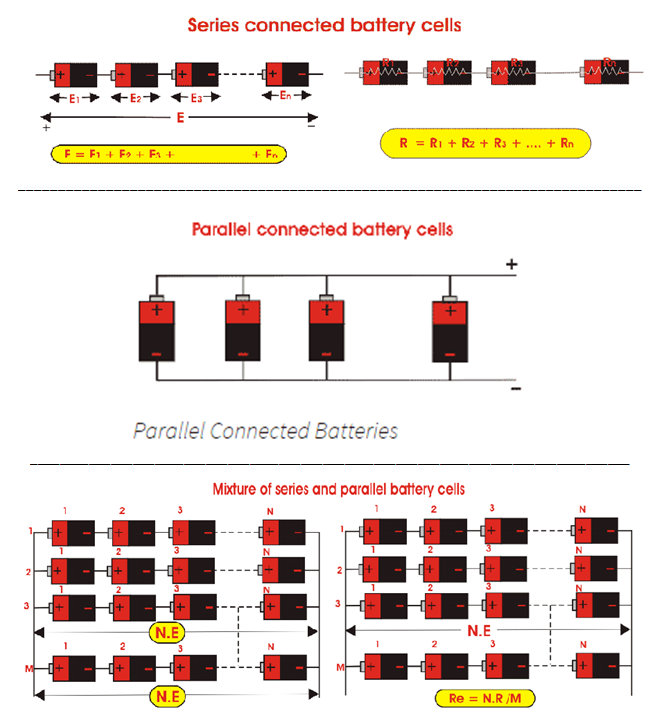 Series connected battery cells
+ - + - + - + -
R1 R2 R3 Rn
E1 E2 E3 En
E
+ -
E = E1 + E2 + E3 + + En
R = R1 + R2 + R3 + .... + Rn
Parallel connected battery cells
+
+ + + +
- - - -
-
Parallel Connected Batteries
Mixture of series and parallel battery cells
1 2 3 N 1 2 3 N
1 + - + - + - + - 1 + - + - + - + -
1 2 3 N 1 2 3 N
2 + - + - + - + - 2 + - + - + - + -
1 2 3 N 1 2 3 N
3 + - + - + - + - 3 + - + - + - + -
N.E N.E
1 2 3 N 1 2 3 N
M + - + - + - + - M + - + - + - + -
N.E Re = N.R/M